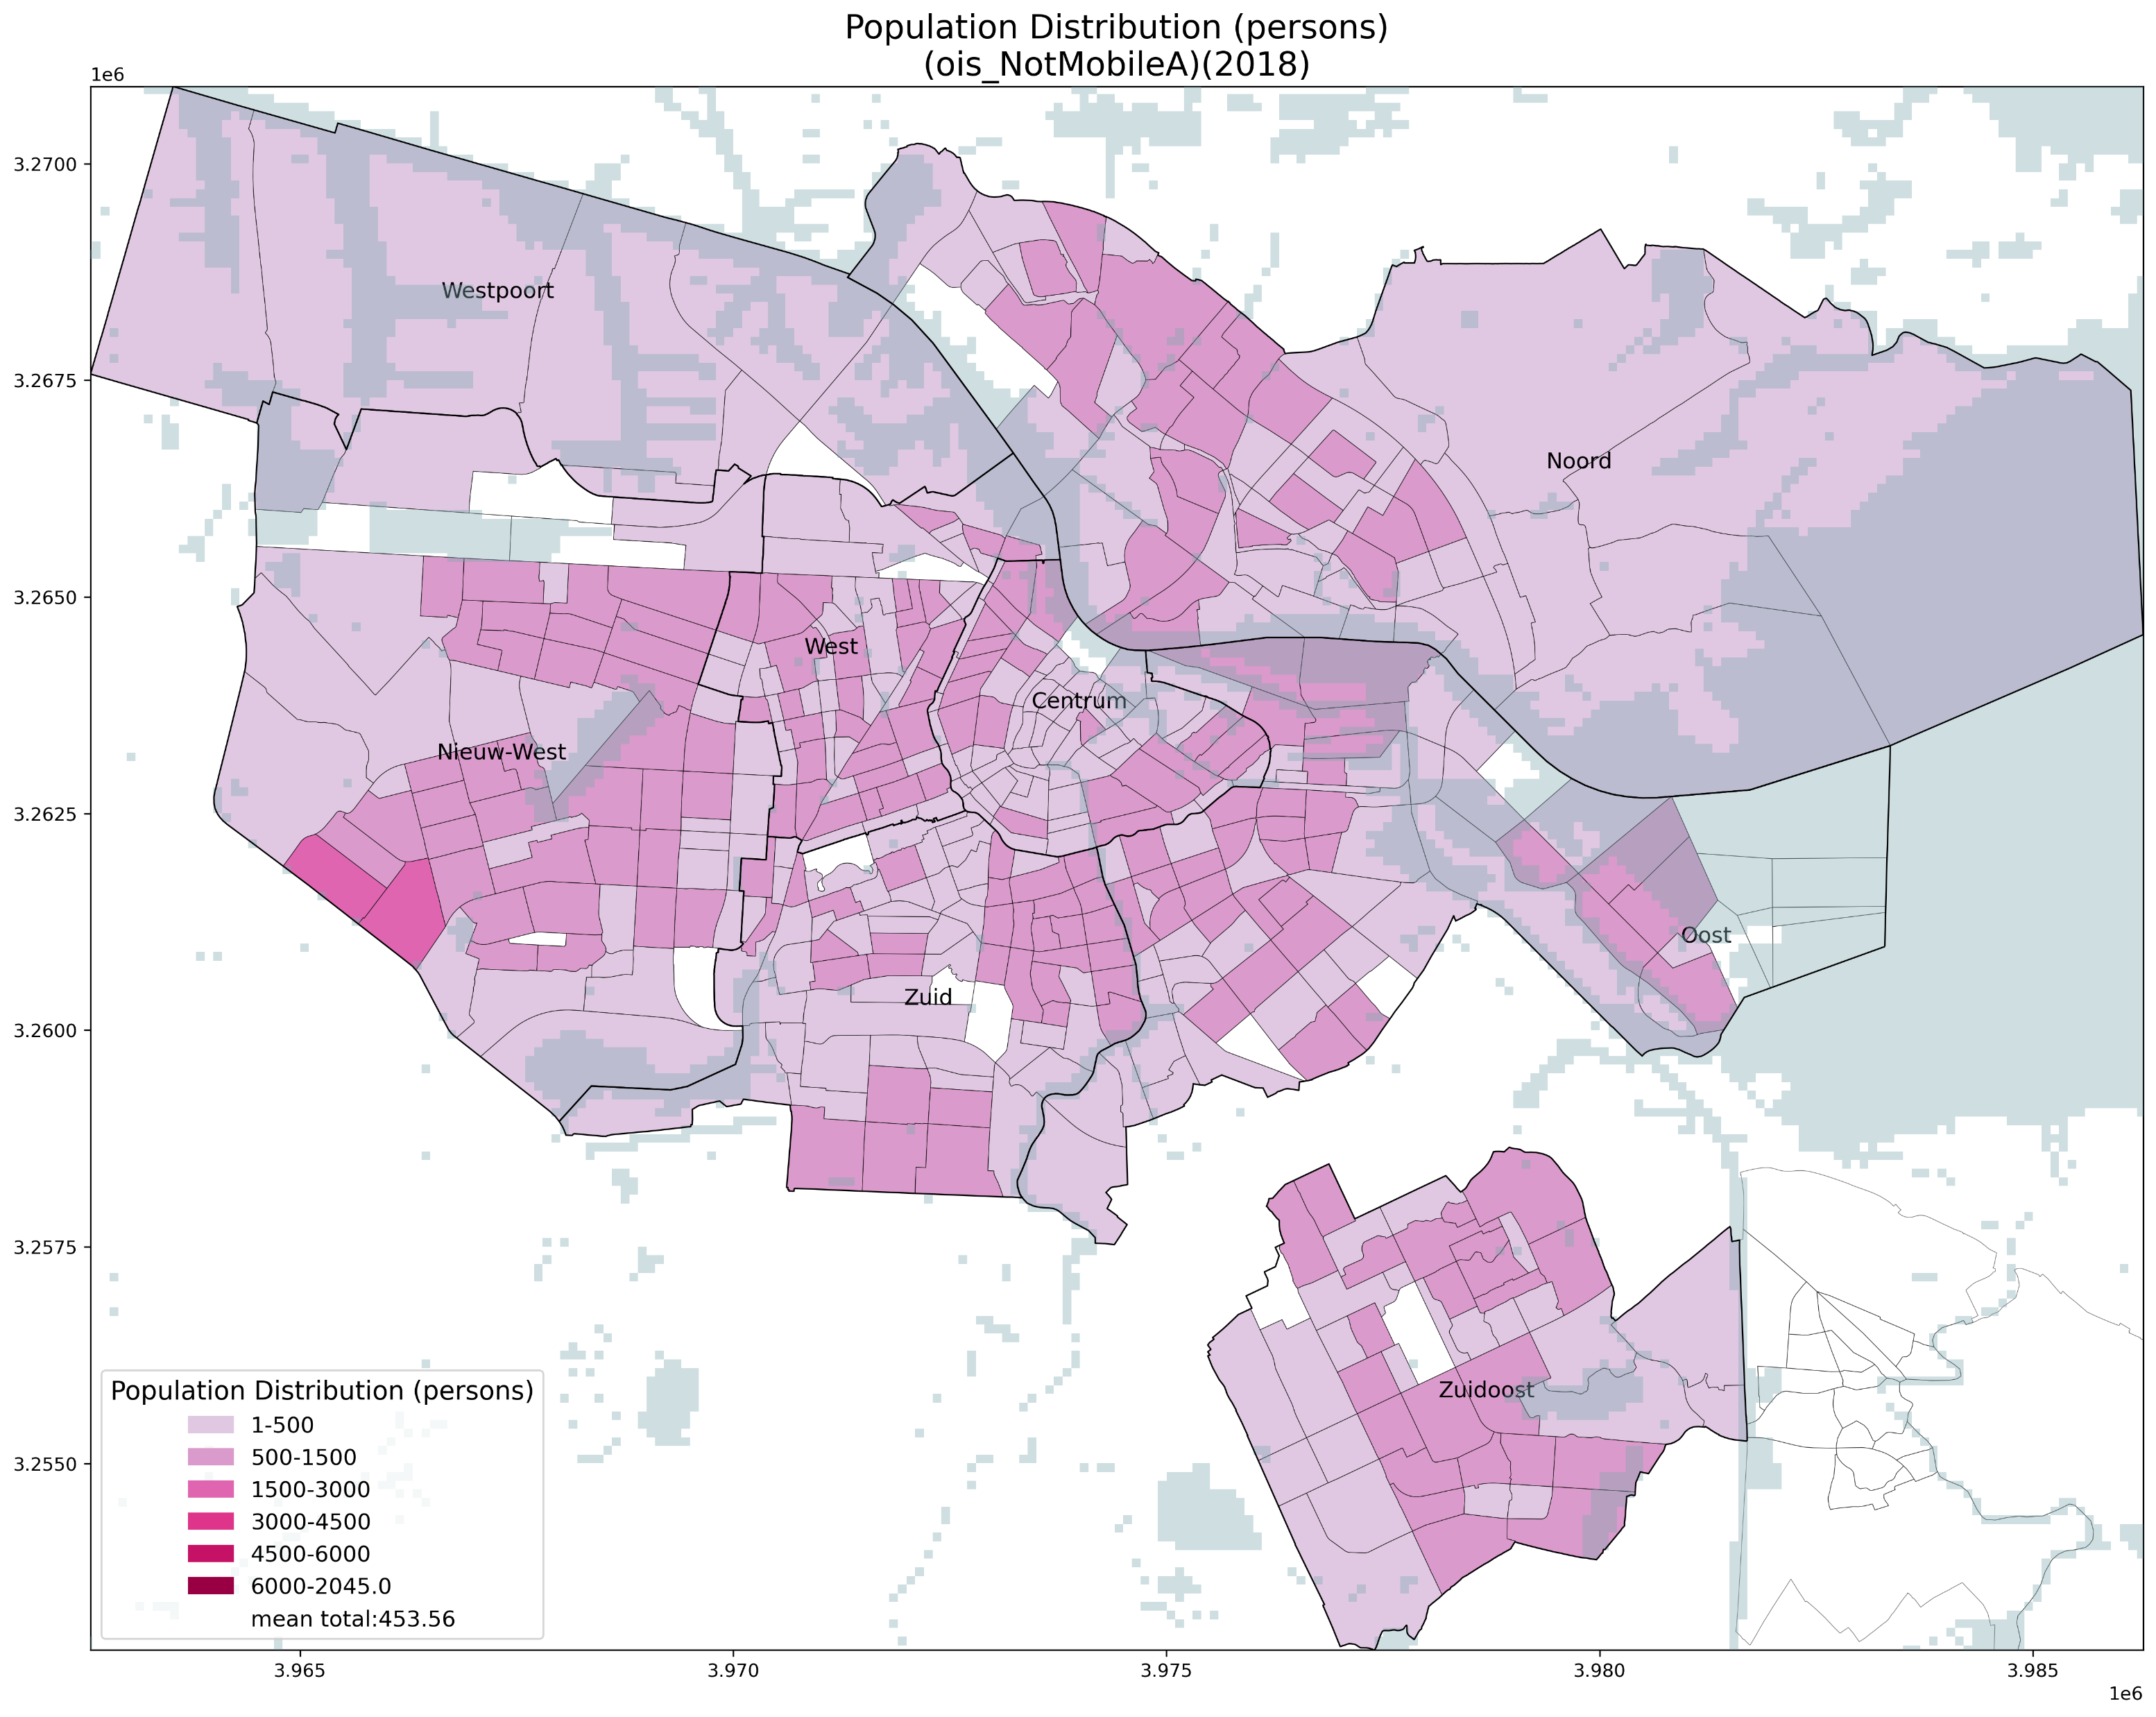 Population Distribution (persons)
(ois_NotMobileA)(2018)
1e6
3.2700
3.2675
3.2650
3.2625
3.2600
3.2575
3.2550
Westpoort
Noord
West
Centrum
Nieuw-West
Oost
Zuid
Zuidoost
Population Distribution (persons)
1-500
500-1500
1500-3000
3000-4500
4500-6000
6000-2045.0
mean total:453.56
3.965
3.970
3.975
3.980
3.985
1e6